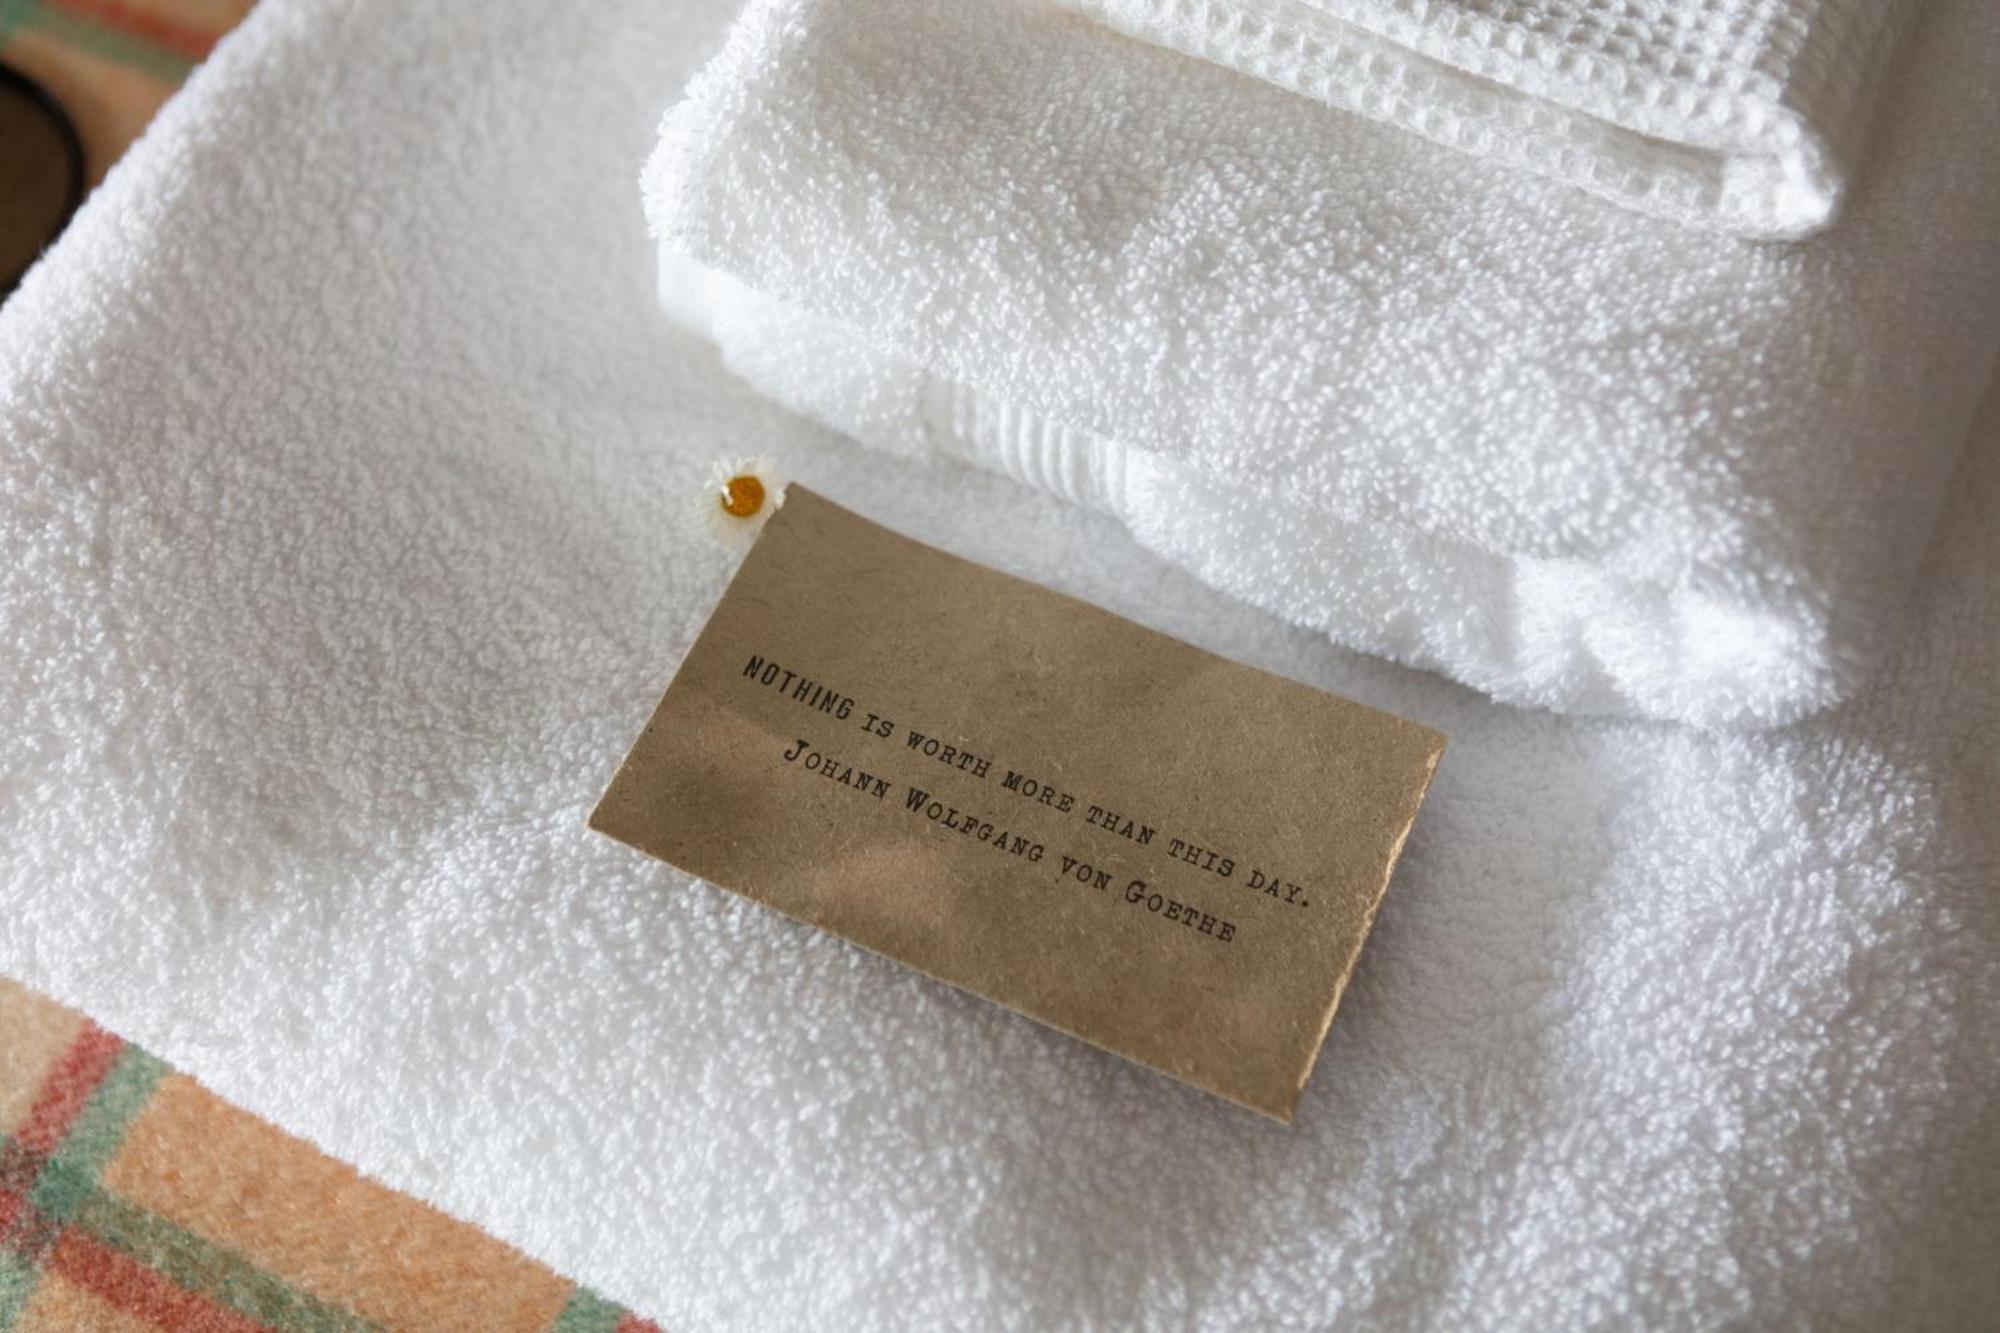 NOTHING IS WORTH MORE THAN THIS DAY.
JOHANN WOLFGANG VON GOETHE